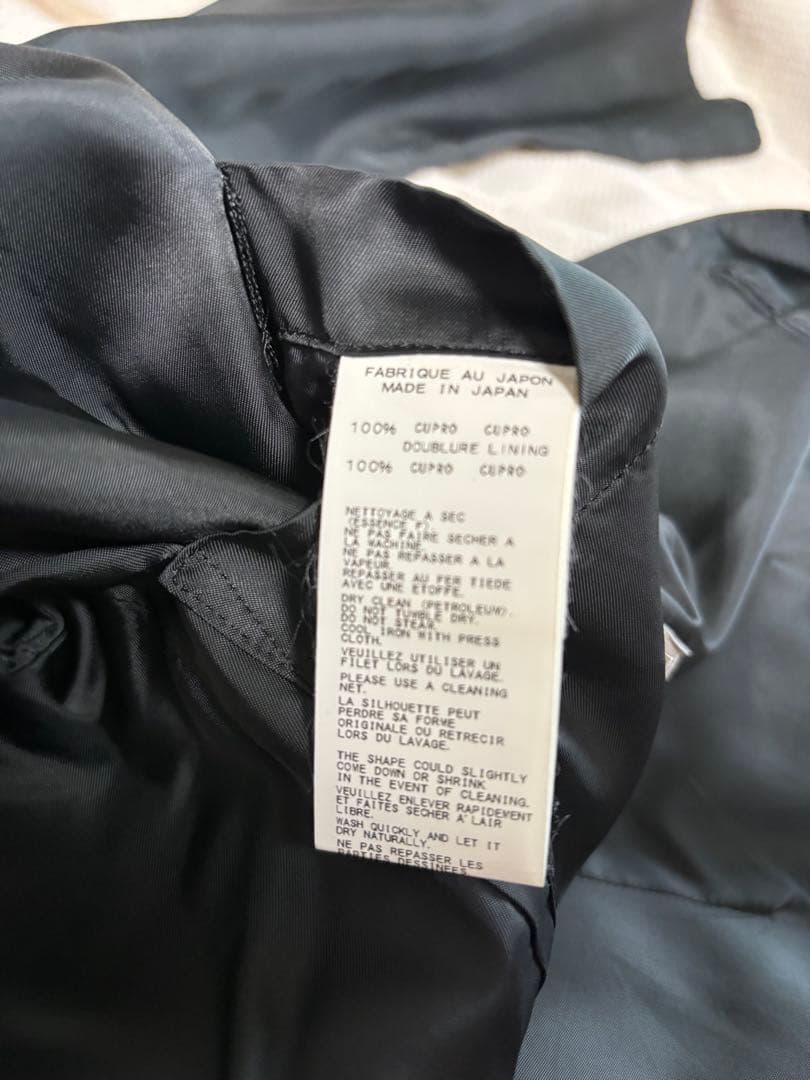 FABRIQUE AU JAPON
MADE IN JAPAN
100% CUPRO CUPRO
DOUBLURE LINING
100% CUPRO CUPRO
NETTOYAGE A SEC
(ESSENCE F).
NE PAS FAIRE SECHER A
LA MACHINE.
NE PAS REPASSER A LA
VAPEUR.
REPASSER AU FER TIEDE
AVEC UNE ETOFFE.
DRY CLEAN (PETROLEUM).
DO NOT TUMBLE DRY.
DO NOT STEAM.
COOL IRON WITH PRESS
CLOTH.
VEUILLEZ UTILISER UN
FILET LORS DU LAVAGE.
PLEASE USE A CLEANING
NET.
LA SILHOUETTE PEUT
PERDRE SA FORME
ORIGINALE OU RETRECIR
LORS DU LAVAGE.
THE SHAPE COULD SLIGHTLY
COME DOWN OR SHRINK
IN THE EVENT OF CLEANING.
VEUILLEZ ENLEVER RAPIDEMENT
ET FAITES SECHER A'LAIR
LIBRE.
WASH QUICKLY AND LET IT
DRY NATURALLY.
NE PAS REPASSER LES
PARTIES DESSINEES